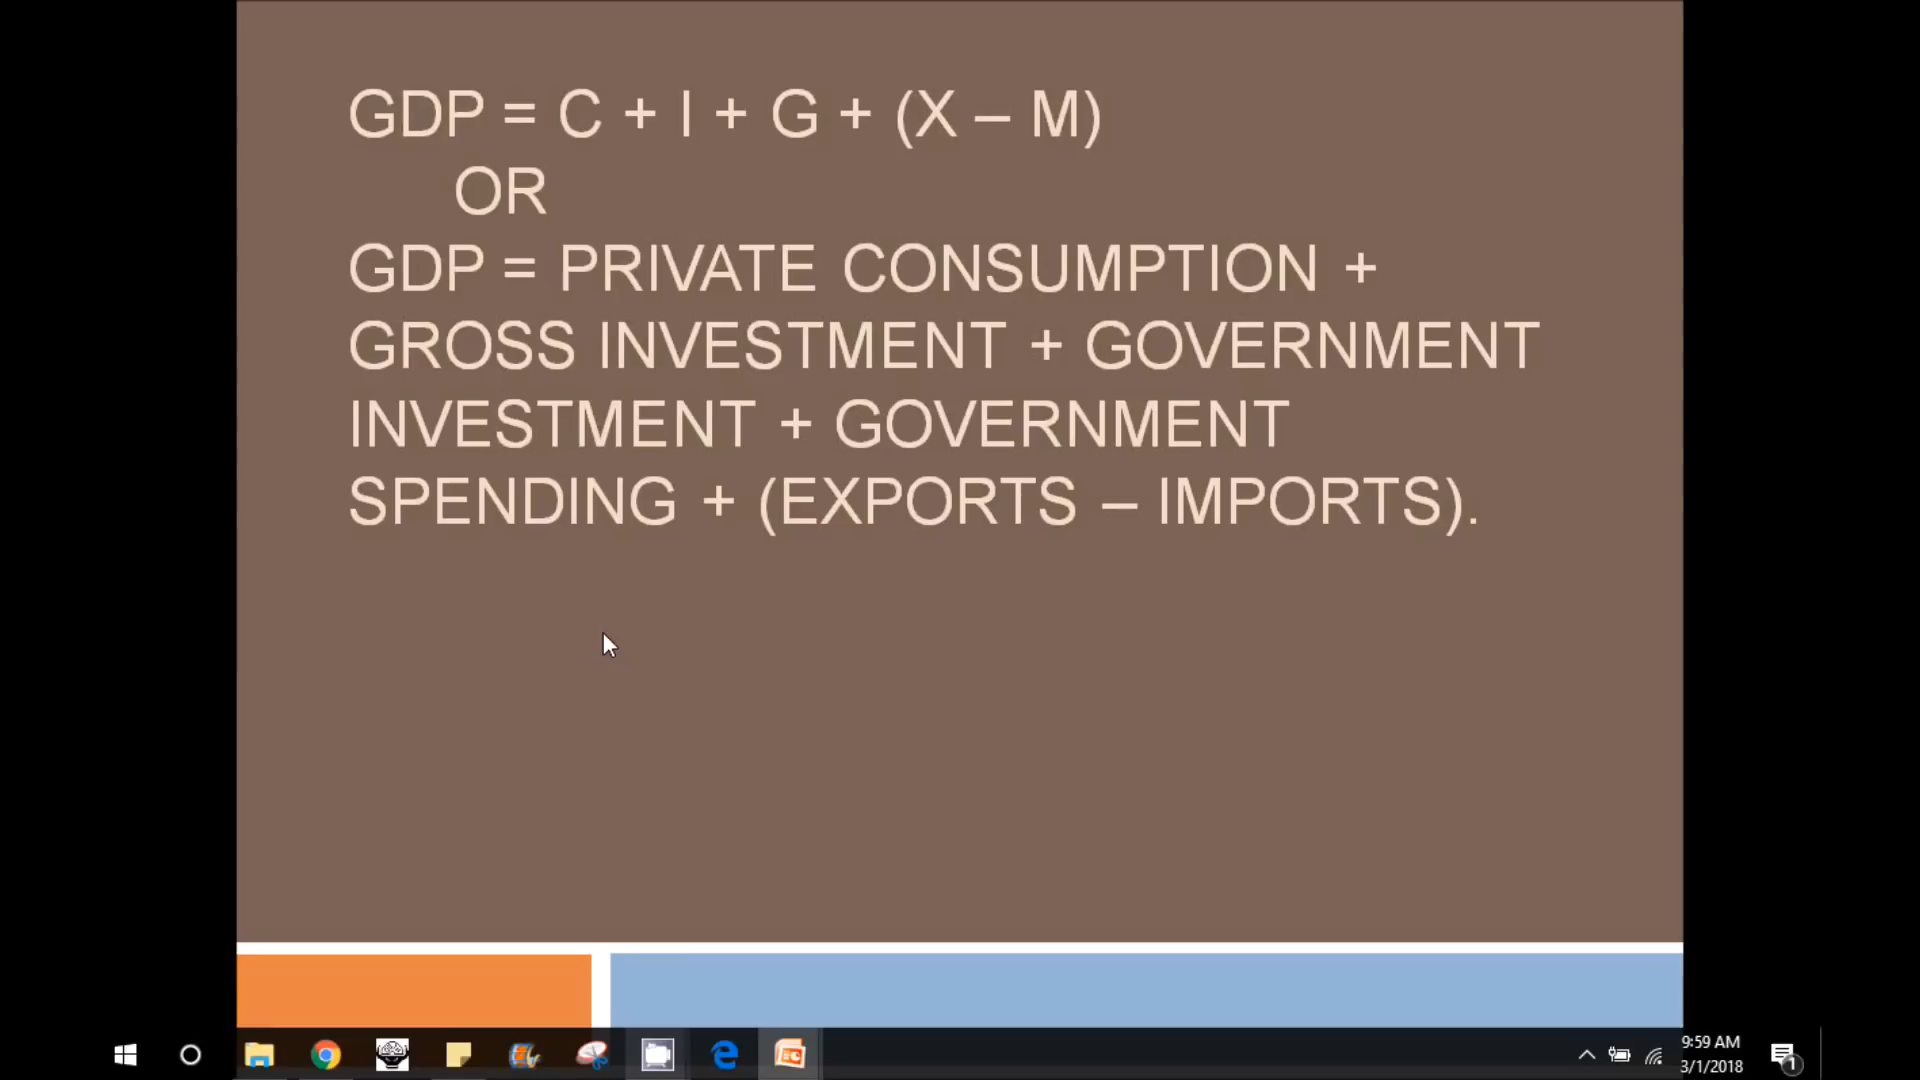 GDP = C + I + G + (X – M)
OR
GDP = PRIVATE CONSUMPTION +
GROSS INVESTMENT + GOVERNMENT
INVESTMENT + GOVERNMENT
SPENDING + (EXPORTS – IMPORTS).
9:59 AM
3/1/2018
1